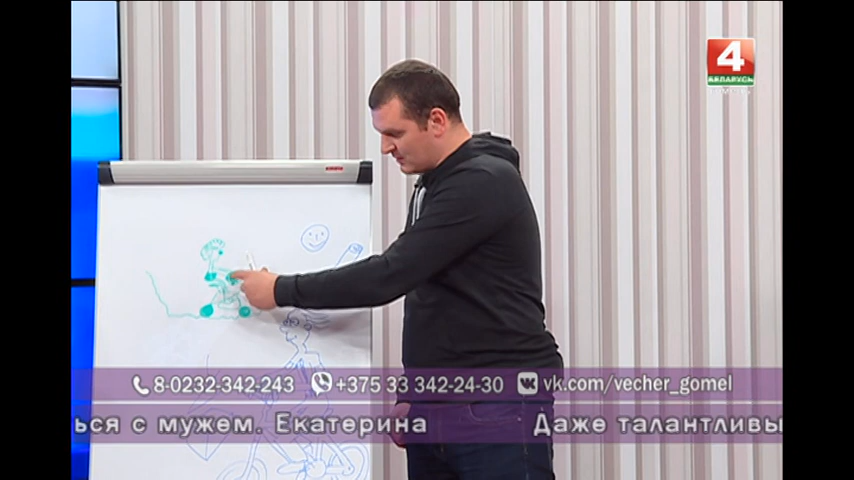 4
БЕЛАРУСЬ
8-0232-342-243 +375 33 342-24-30 vk.com/vecher_gomel
ься с мужем. Екатерина Даже талантливы